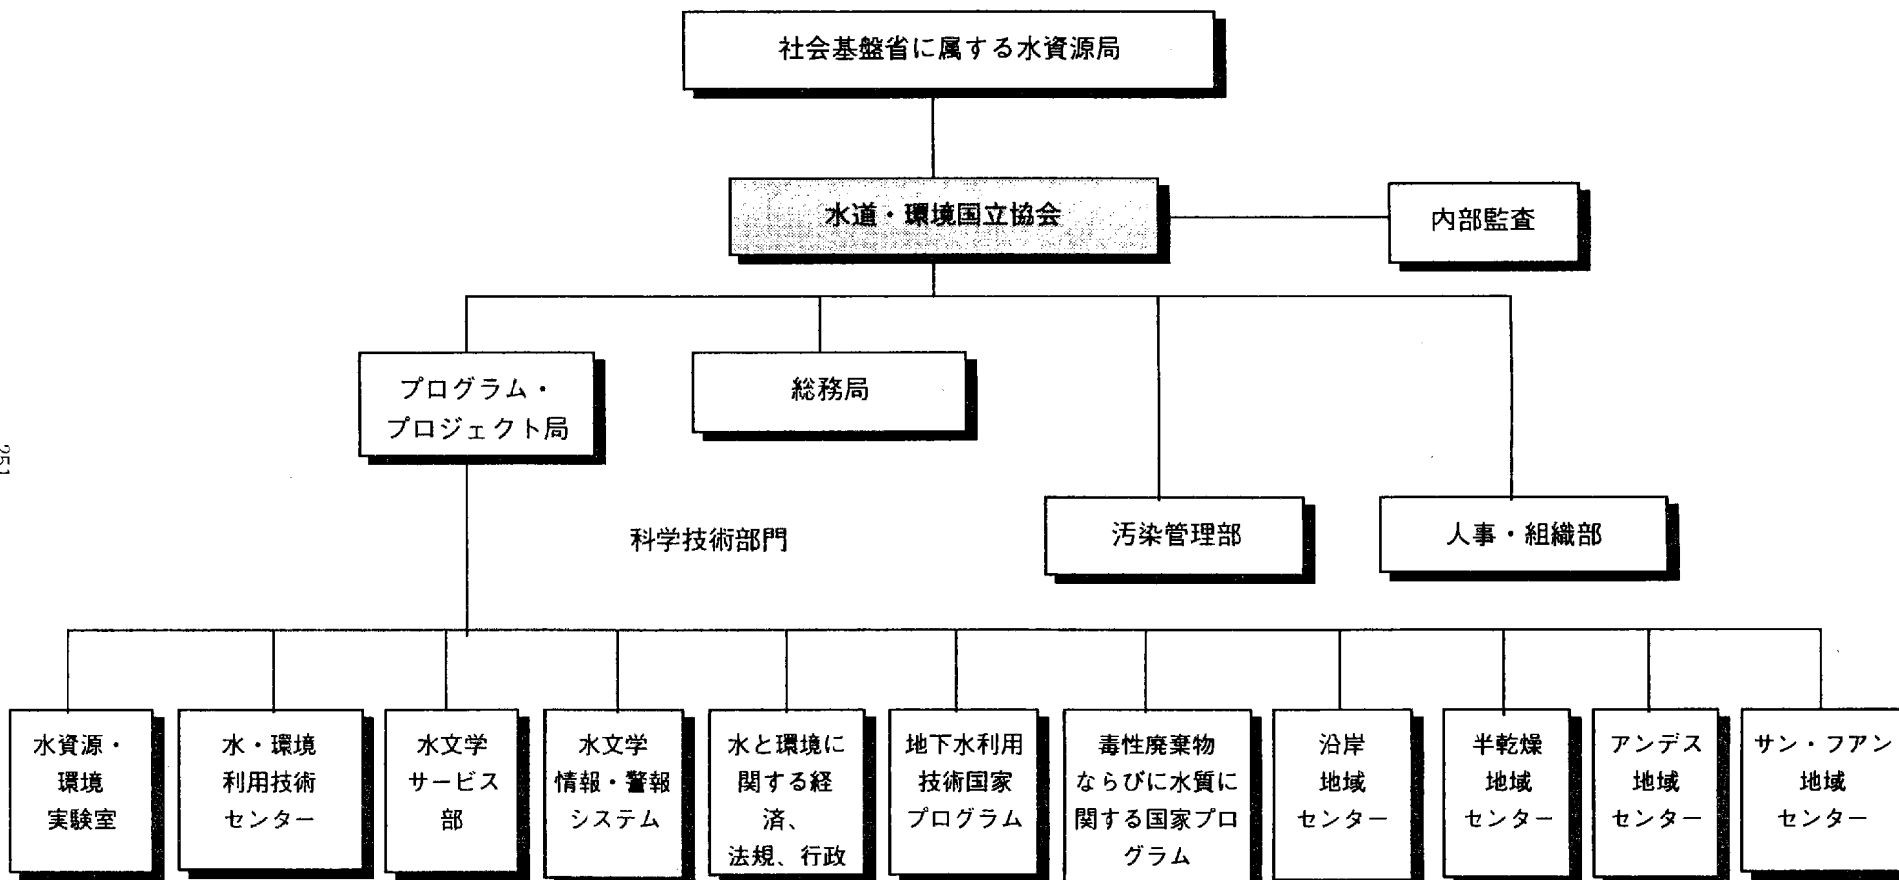 社会基盤省に属する水資源局
水道・環境国立協会
内部監査
プログラム・
プロジェクト局
総務局
251
科学技術部門
汚染管理部
人事・組織部
水資源・
環境
実験室
水・環境
利用技術
センター
水文学
サービス
部
水文学
情報・警報
システム
水と環境に
関する経
済、
法規、行政
地下水利用
技術国家
プログラム
毒性廃棄物
ならびに水質に
関する国家プロ
グラム
沿岸
地域
センター
半乾燥
地域
センター
アンデス
地域
センター
サン・フアン
地域
センター